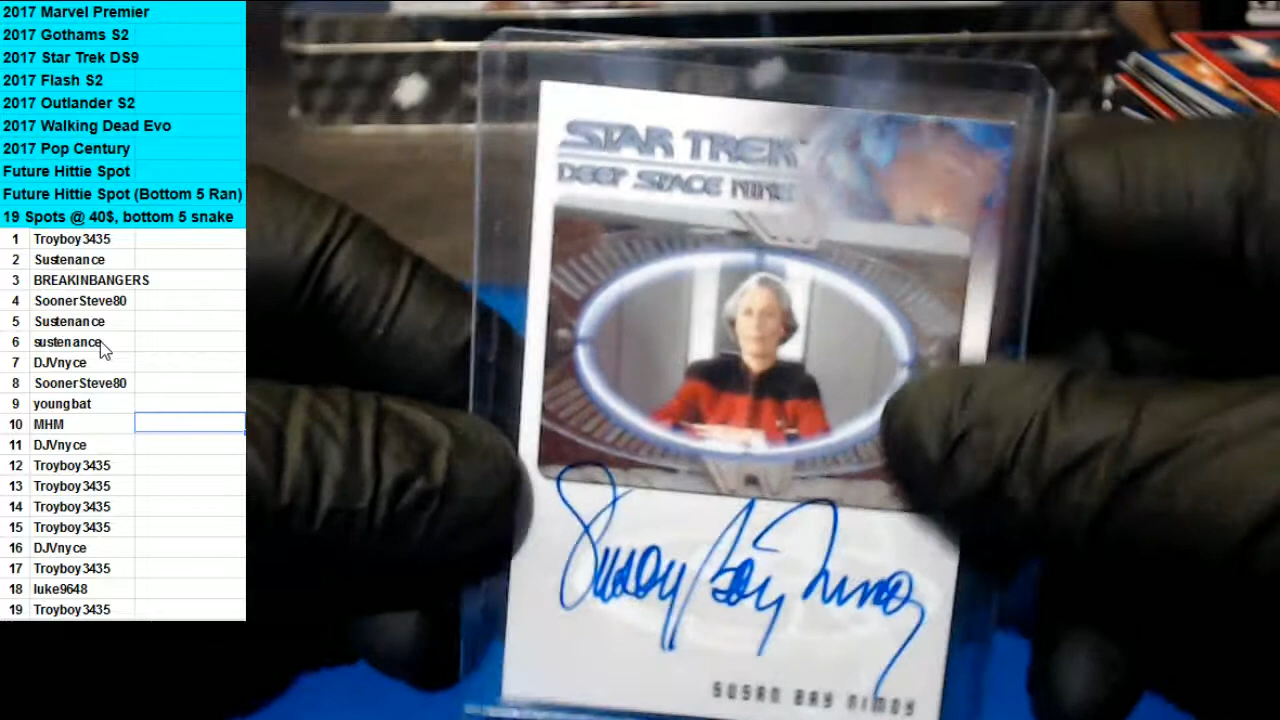 2017 Marvel Premier
2017 Gothams S2
2017 Star Trek DS9
2017 Flash S2
2017 Outlander S2
2017 Walking Dead Evo
2017 Pop Century
Future Hittie Spot
Future Hittie Spot (Bottom 5 Ran)
19 Spots @ 40$, bottom 5 snake
1 Troyboy3435
2 Sustenance
3 BREAKINBANGERS
4 SoonerSteve80
5 Sustenance
6 sustenance
7 DJVnyce
8 SoonerSteve80
9 youngbat
10 MHM
11 DJVnyce
12 Troyboy3435
13 Troyboy3435
14 Troyboy3435
15 Troyboy3435
16 DJVnyce
17 Troyboy3435
18 luke9648
19 Troyboy3435
STAR TREK
DEEP SPACE NINE
Susan Bay Nimoy
SUSAN BAY NIMOY